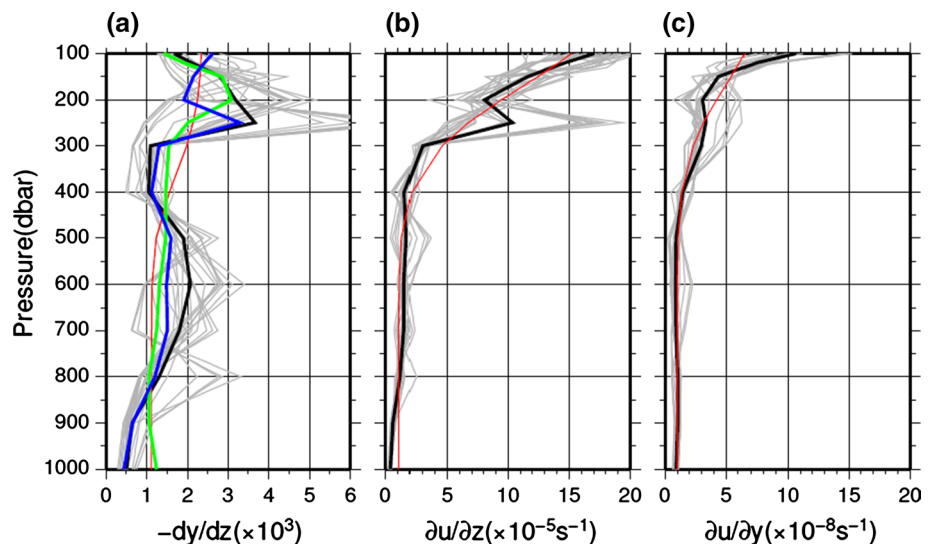 (a) (b) (c)
Pressure(dbar)
100
200
300
400
500
600
700
800
900
1000
0 1 2 3 4 5 6
0 5 10 15 20
0 5 10 15 20
−dy/dz(×10³)
∂u/∂z(×10⁻⁵s⁻¹)
∂u/∂y(×10⁻⁸s⁻¹)